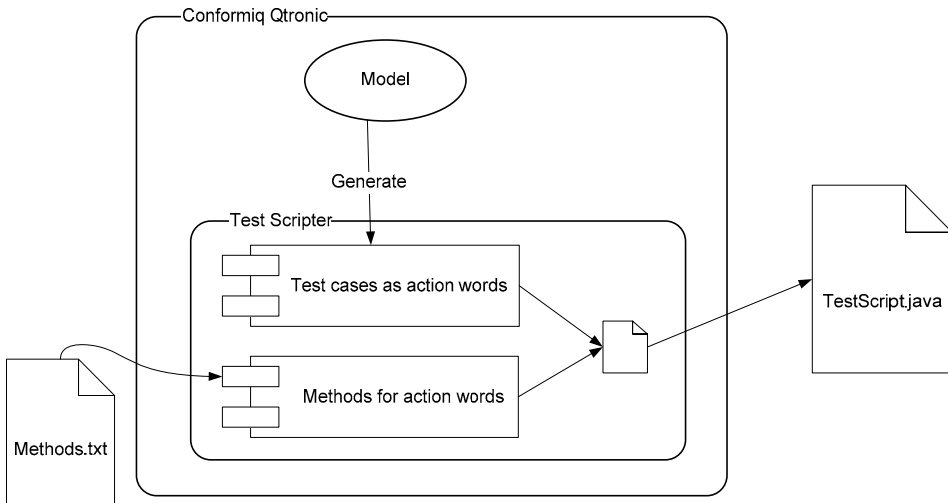 Conformiq Qtronic
Model
Generate
Test Scripter
Test cases as action words
TestScript.java
Methods for action words
Methods.txt